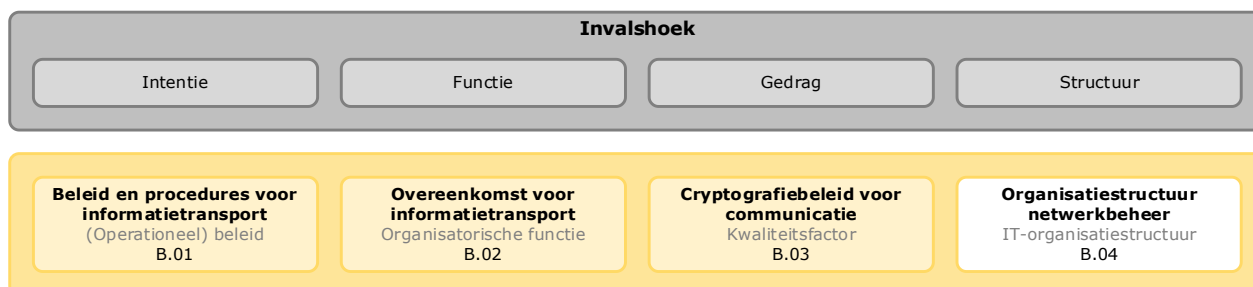 Invalshoek
Intentie
Functie
Gedrag
Structuur
Beleid en procedures voor
informatietransport
(Operationeel) beleid
B.01
Overeenkomst voor
informatietransport
Organisatorische functie
B.02
Cryptografiebeleid voor
communicatie
Kwaliteitsfactor
B.03
Organisatiestructuur
netwerkbeheer
IT-organisatiestructuur
B.04